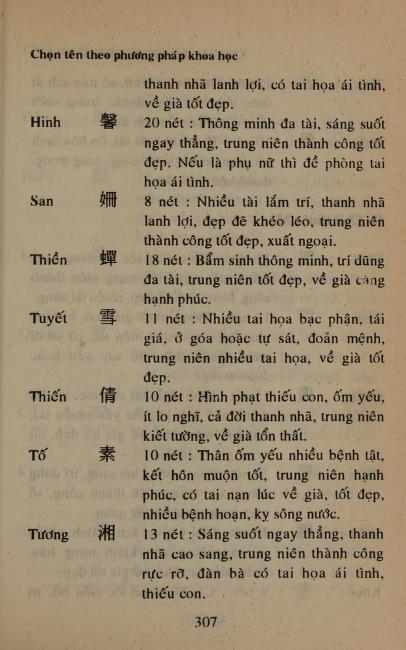 Chọn tên theo phương pháp khoa học
thanh nhã lanh lợi, có tai họa ái tình,
về già tốt đẹp.
Hinh 馨 20 nét : Thông minh đa tài, sáng suốt
ngay thẳng, trung niên thành công tốt
đẹp. Nếu là phụ nữ thì đề phòng tai
họa ái tình.
San 姍 8 nét : Nhiều tài lắm trí, thanh nhã
lanh lợi, đẹp đẽ khéo léo, trung niên
thành công tốt đẹp, xuất ngoại.
Thiền 蟬 18 nét : Bẩm sinh thông minh, trí dũng
đa tài, trung niên tốt đẹp, về già càng
hạnh phúc.
Tuyết 雪 11 nét : Nhiều tai họa bạc phận, tái
giá, ở góa hoặc tự sát, đoản mệnh,
trung niên nhiều tai họa, về già tốt
đẹp.
Thiến 倩 10 nét : Hình phạt thiếu con, ốm yếu,
ít lo nghĩ, cả đời thanh nhã, trung niên
kiết tường, về già tổn thất.
Tố 素 10 nét : Thân ốm yếu nhiều bệnh tật,
kết hôn muộn tốt, trung niên hạnh
phúc, có tai nạn lúc về già, tốt đẹp,
nhiều bệnh hoạn, kỵ sông nước.
Tương 湘 13 nét : Sáng suốt ngay thẳng, thanh
nhã cao sang, trung niên thành công
rực rỡ, đàn bà có tai họa ái tình,
thiếu con.
307